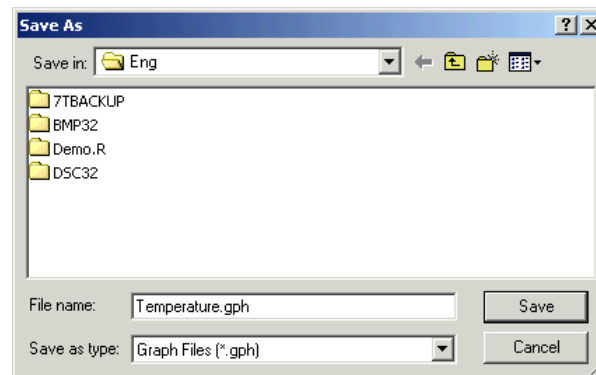 Save As
Save in: Eng
7TBACKUP
BMP32
Demo.R
DSC32
File name: Temperature.gph Save
Save as type: Graph Files (*.gph) Cancel